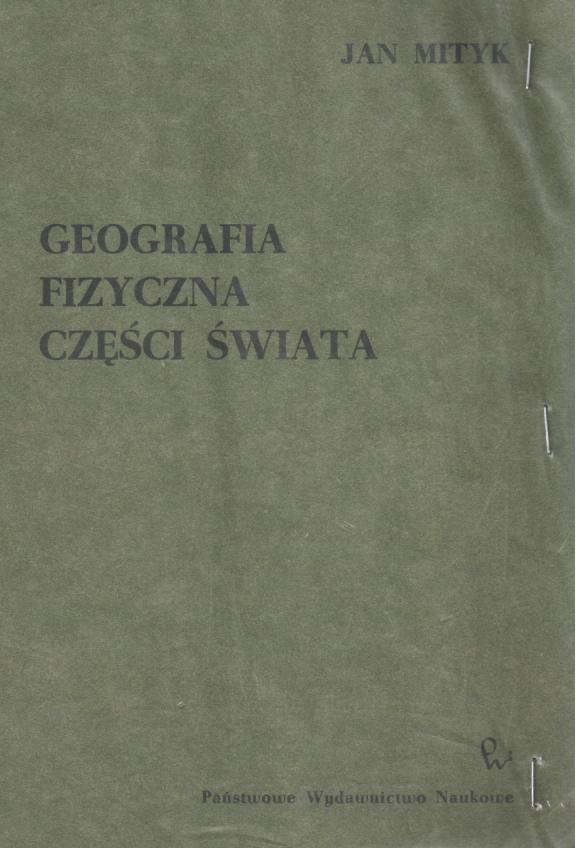 JAN MITYK
GEOGRAFIA
FIZYCZNA
CZĘŚCI ŚWIATA
Państwowe Wydawnictwo Naukowe